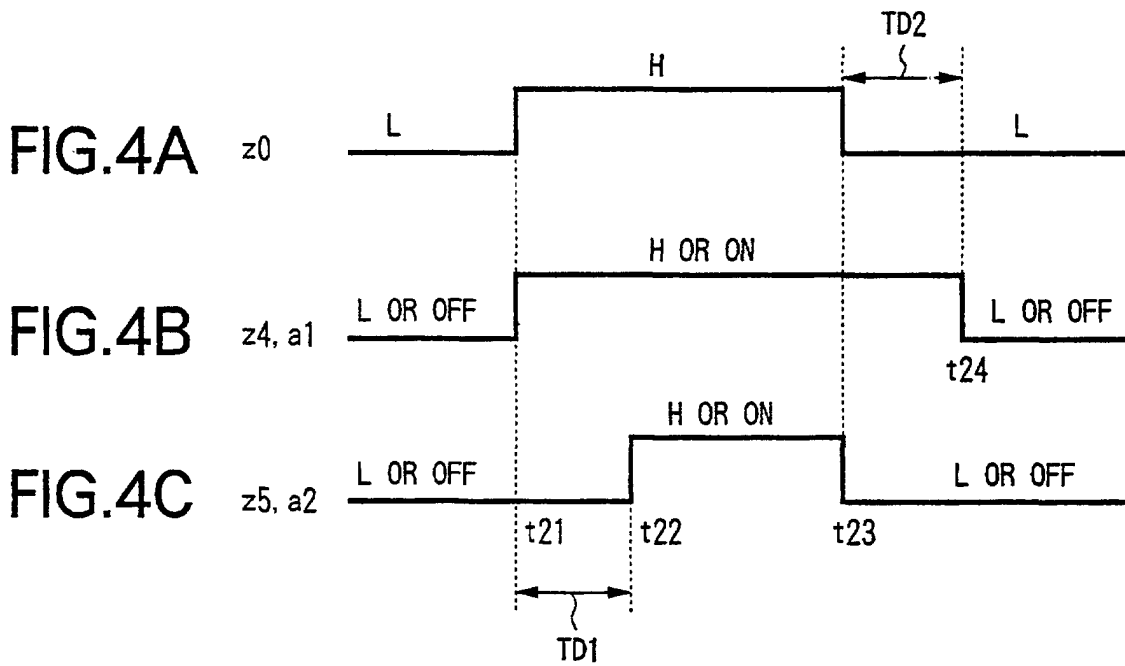 TD2
H
L
L
FIG.4A z0
H OR ON
L OR OFF
L OR OFF
FIG.4B z4, a1
t24
H OR ON
L OR OFF
L OR OFF
FIG.4C z5, a2
t21 t22 t23
TD1